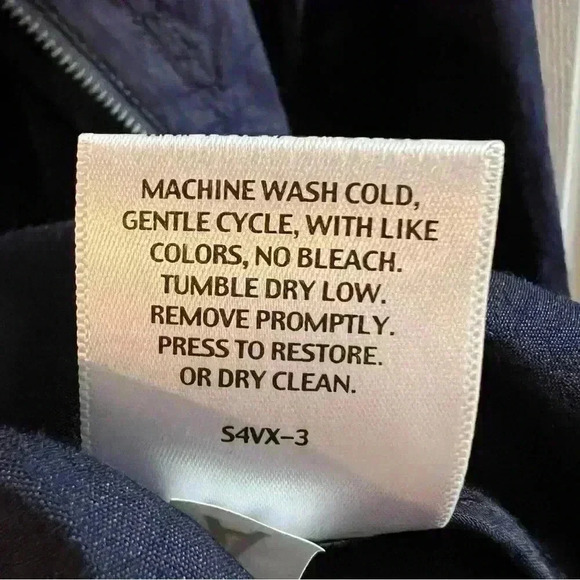 MACHINE WASH COLD,
GENTLE CYCLE, WITH LIKE
COLORS, NO BLEACH.
TUMBLE DRY LOW.
REMOVE PROMPTLY.
PRESS TO RESTORE.
OR DRY CLEAN.
S4VX-3